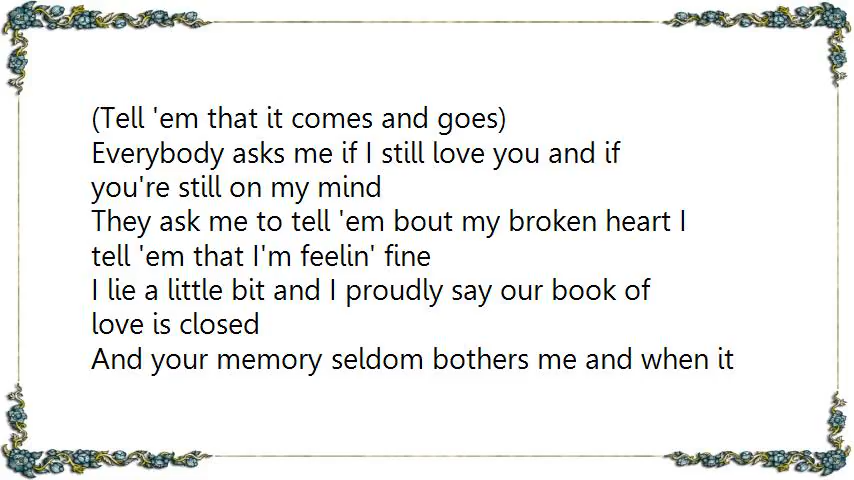 (Tell 'em that it comes and goes)
Everybody asks me if I still love you and if
you're still on my mind
They ask me to tell 'em bout my broken heart I
tell 'em that I'm feelin' fine
I lie a little bit and I proudly say our book of
love is closed
And your memory seldom bothers me and when it